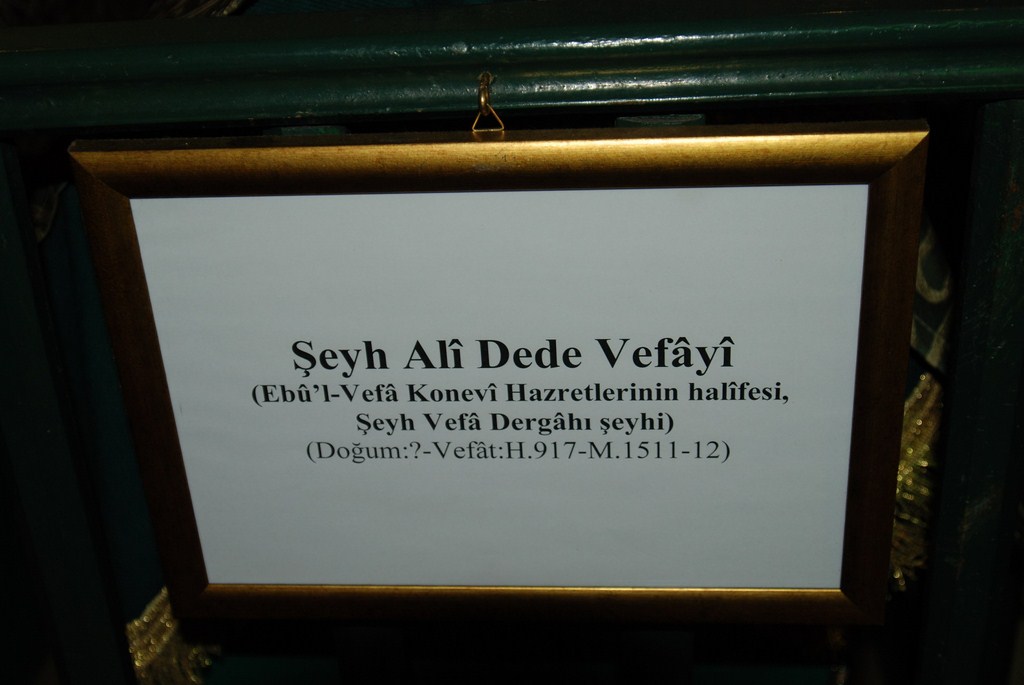 Şeyh Alî Dede Vefâyî
(Ebû’l-Vefâ Konevî Hazretlerinin halîfesi,
Şeyh Vefâ Dergâhı şeyhi)
(Doğum:?-Vefât:H.917-M.1511-12)